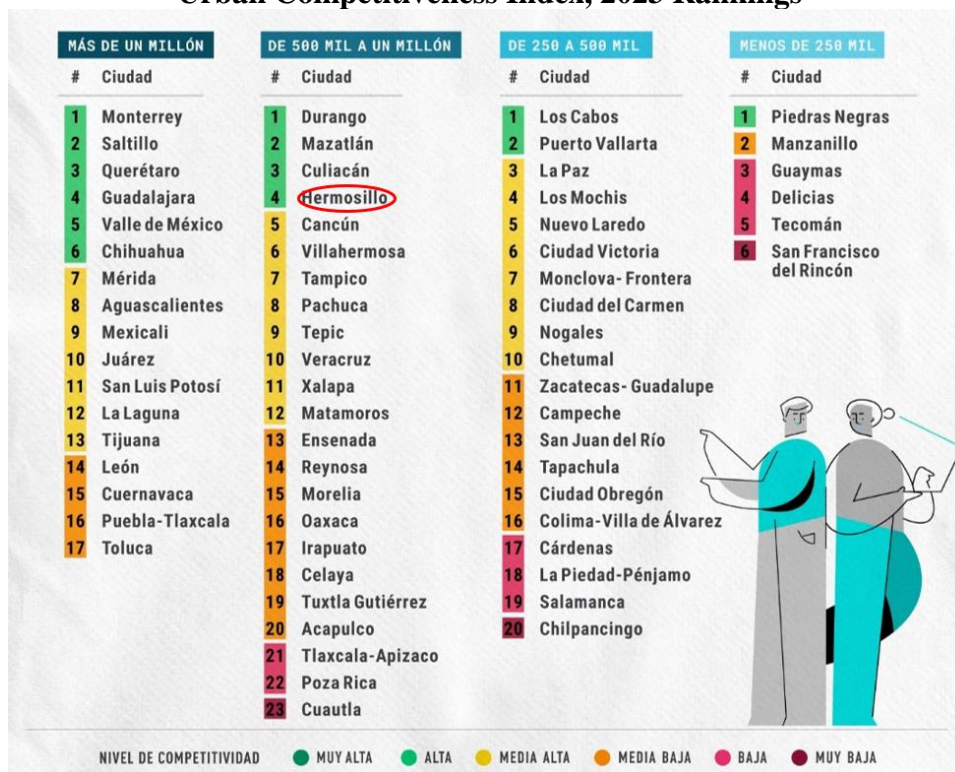 Urban Competitiveness Index, Rankings
MÁS DE UN MILLÓN
# Ciudad
1 Monterrey
2 Saltillo
3 Querétaro
4 Guadalajara
5 Valle de México
6 Chihuahua
7 Mérida
8 Aguascalientes
9 Mexicali
10 Juárez
11 San Luis Potosí
12 La Laguna
13 Tijuana
14 León
15 Cuernavaca
16 Puebla-Tlaxcala
17 Toluca
DE 500 MIL A UN MILLÓN
# Ciudad
1 Durango
2 Mazatlán
3 Culiacán
4 Hermosillo
5 Cancún
6 Villahermosa
7 Tampico
8 Pachuca
9 Tepic
10 Veracruz
11 Xalapa
12 Matamoros
13 Ensenada
14 Reynosa
15 Morelia
16 Oaxaca
17 Irapuato
18 Celaya
19 Tuxtla Gutiérrez
20 Acapulco
21 Tlaxcala-Apizaco
22 Poza Rica
23 Cuautla
DE 250 A 500 MIL
# Ciudad
1 Los Cabos
2 Puerto Vallarta
3 La Paz
4 Los Mochis
5 Nuevo Laredo
6 Ciudad Victoria
7 Monclova- Frontera
8 Ciudad del Carmen
9 Nogales
10 Chetumal
11 Zacatecas- Guadalupe
12 Campeche
13 San Juan del Río
14 Tapachula
15 Ciudad Obregón
16 Colima-Villa de Álvarez
17 Cárdenas
18 La Piedad-Pénjamo
19 Salamanca
20 Chilpancingo
MENOS DE 250 MIL
# Ciudad
1 Piedras Negras
2 Manzanillo
3 Guaymas
4 Delicias
5 Tecomán
6 San Francisco
del Rincón
NIVEL DE COMPETITIVIDAD MUY ALTA ALTA MEDIA ALTA MEDIA BAJA BAJA MUY BAJA